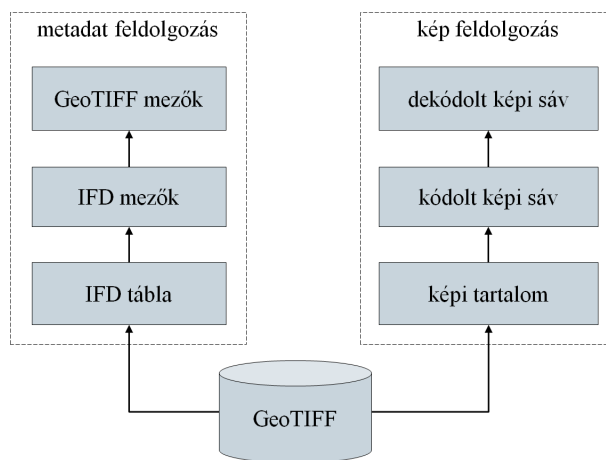 metadat feldolgozás
GeoTIFF mezők
IFD mezők
IFD tábla
kép feldolgozás
dekódolt képi sáv
kódolt képi sáv
képi tartalom
GeoTIFF